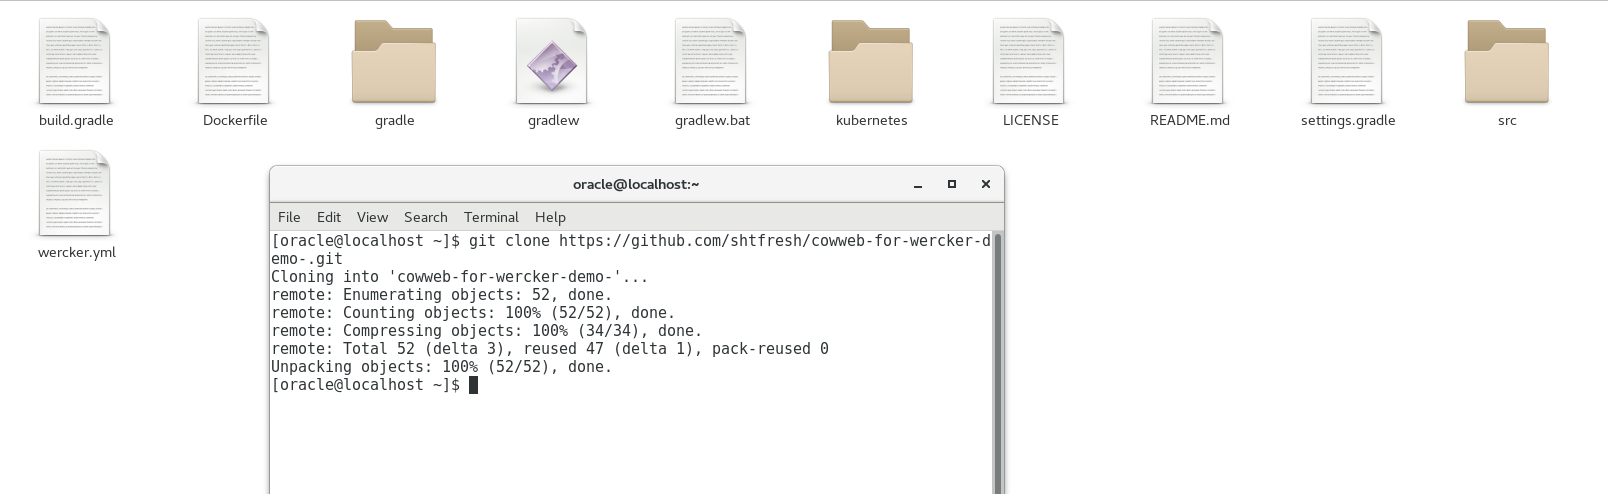 build.gradle Dockerfile gradle gradlew gradlew.bat kubernetes LICENSE README.md settings.gradle src
wercker.yml
oracle@localhost:~
File Edit View Search Terminal Help
[oracle@localhost ~]$ git clone https://github.com/shtfresh/cowweb-for-wercker-d
emo-.git
Cloning into 'cowweb-for-wercker-demo-'...
remote: Enumerating objects: 52, done.
remote: Counting objects: 100% (52/52), done.
remote: Compressing objects: 100% (34/34), done.
remote: Total 52 (delta 3), reused 47 (delta 1), pack-reused 0
Unpacking objects: 100% (52/52), done.
[oracle@localhost ~]$